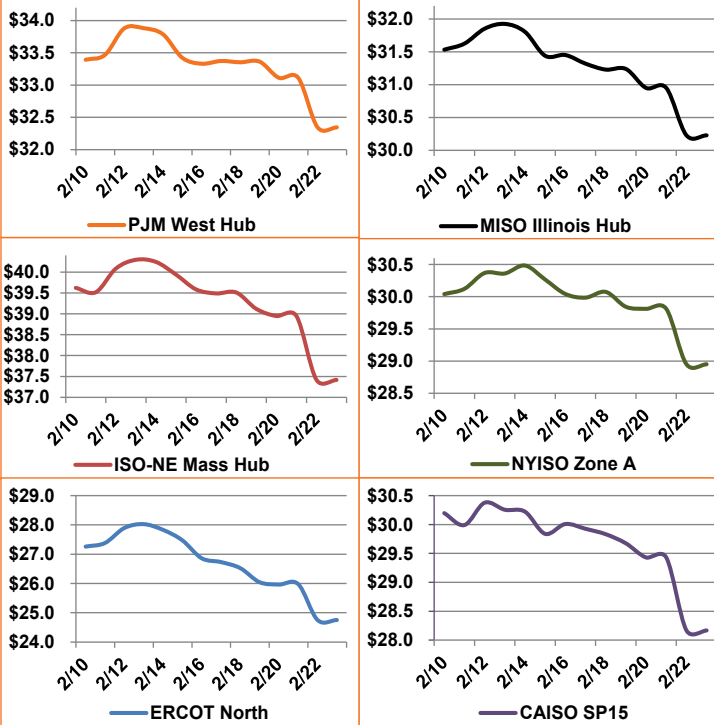 $34.0
$33.5
$33.0
$32.5
$32.0
2/10 2/12 2/14 2/16 2/18 2/20 2/22
PJM West Hub
$32.0
$31.5
$31.0
$30.5
$30.0
2/10 2/12 2/14 2/16 2/18 2/20 2/22
MISO Illinois Hub
$40.0
$39.5
$39.0
$38.5
$38.0
$37.5
$37.0
2/10 2/12 2/14 2/16 2/18 2/20 2/22
ISO-NE Mass Hub
$30.5
$30.0
$29.5
$29.0
$28.5
2/10 2/12 2/14 2/16 2/18 2/20 2/22
NYISO Zone A
$29.0
$28.0
$27.0
$26.0
$25.0
$24.0
2/10 2/12 2/14 2/16 2/18 2/20 2/22
ERCOT North
$30.5
$30.0
$29.5
$29.0
$28.5
$28.0
2/10 2/12 2/14 2/16 2/18 2/20 2/22
CAISO SP15